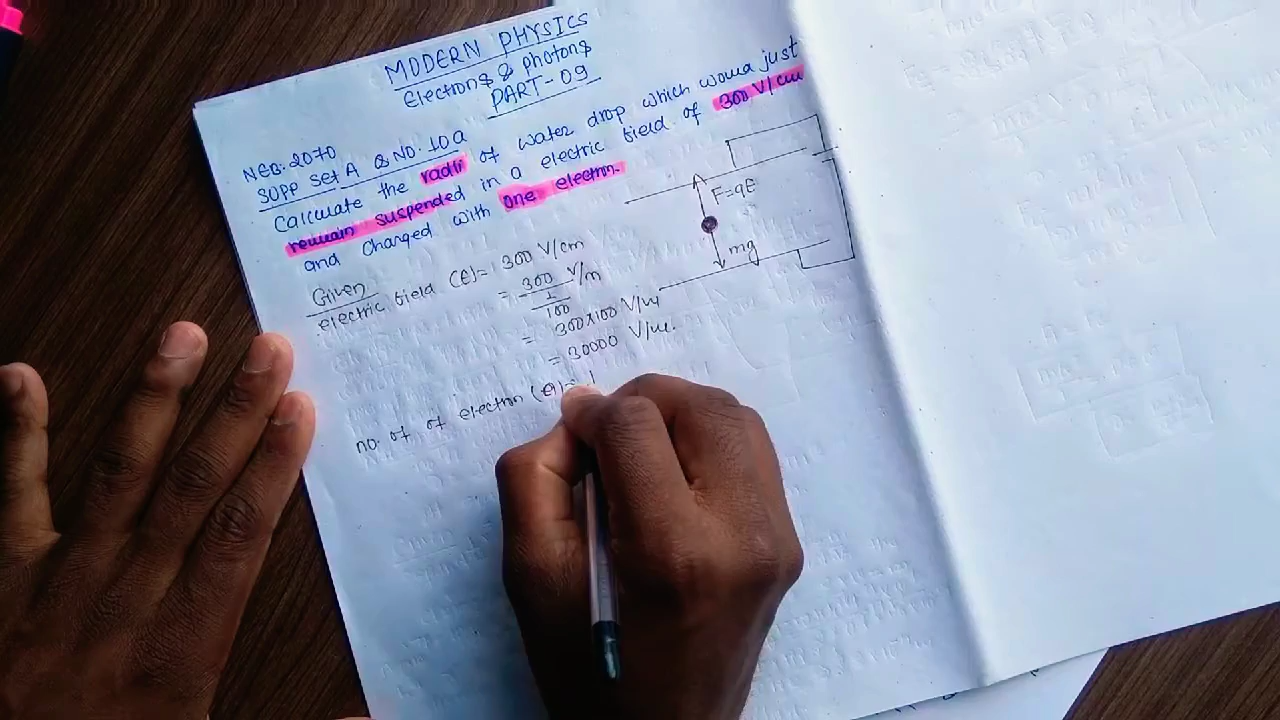 MODERN PHYSICS
Electrons & Photons
PART-09
NEB: 2070
SUPP Set A Q NO: 10a
Calculate the radii of water drop which would just
remain suspended in a electric field of 300 V/cm
and charged with one electron.
Given
electric field (E) = 300 V/cm
= 300 / 1/100 V/m
= 300×100 V/m
= 30000 V/m.
no. of of electron ( ) = 1
F=qE
mg